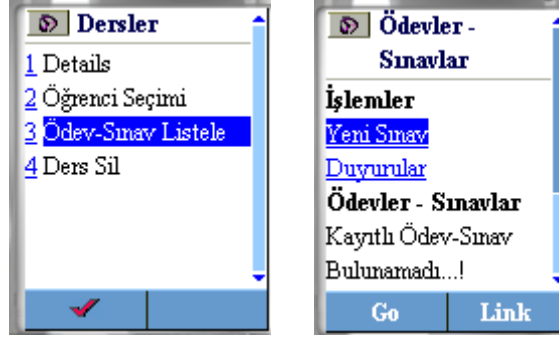 Dersler
1 Details
2 Öğrenci Seçimi
3 Ödev-Sınav Listele
4 Ders Sil
Ödevler -
Sınavlar
İşlemler
Yeni Sınav
Duyurular
Ödevler - Sınavlar
Kayıtlı Ödev-Sınav
Bulunamadı...!
Go Link